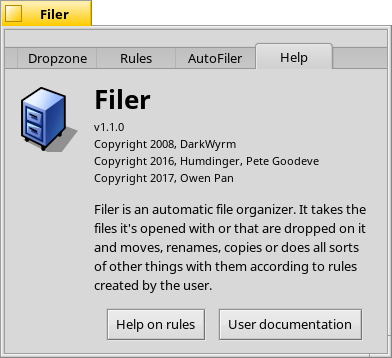 Filer
Dropzone Rules AutoFiler Help
Filer
v1.1.0
Copyright 2008, DarkWyrm
Copyright 2016, Humdinger, Pete Goodeve
Copyright 2017, Owen Pan
Filer is an automatic file organizer. It takes the
files it's opened with or that are dropped on it
and moves, renames, copies or does all sorts
of other things with them according to rules
created by the user.
Help on rules User documentation